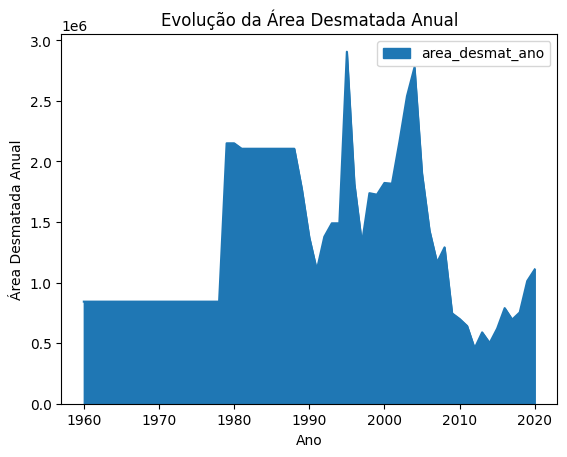 Evolução da Área Desmatada Anual
1e6
area_desmat_ano
Área Desmatada Anual
3.0
2.5
2.0
1.5
1.0
0.5
0.0
1960 1970 1980 1990 2000 2010 2020
Ano